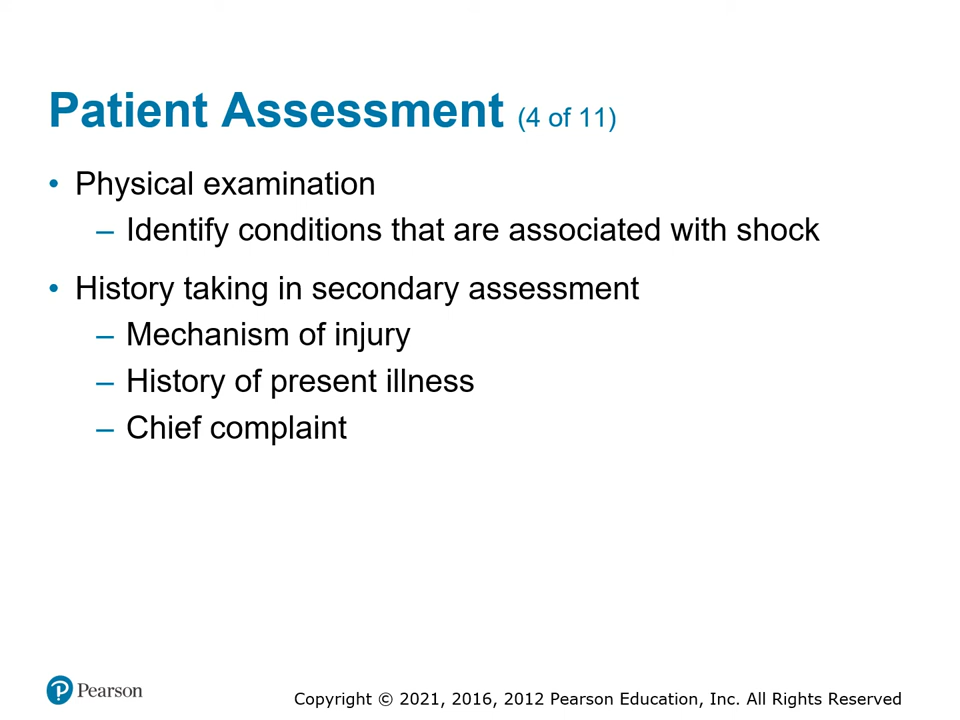 Patient Assessment (4 of 11)
• Physical examination
– Identify conditions that are associated with shock
• History taking in secondary assessment
– Mechanism of injury
– History of present illness
– Chief complaint
Pearson
Copyright © 2021, 2016, 2012 Pearson Education, Inc. All Rights Reserved